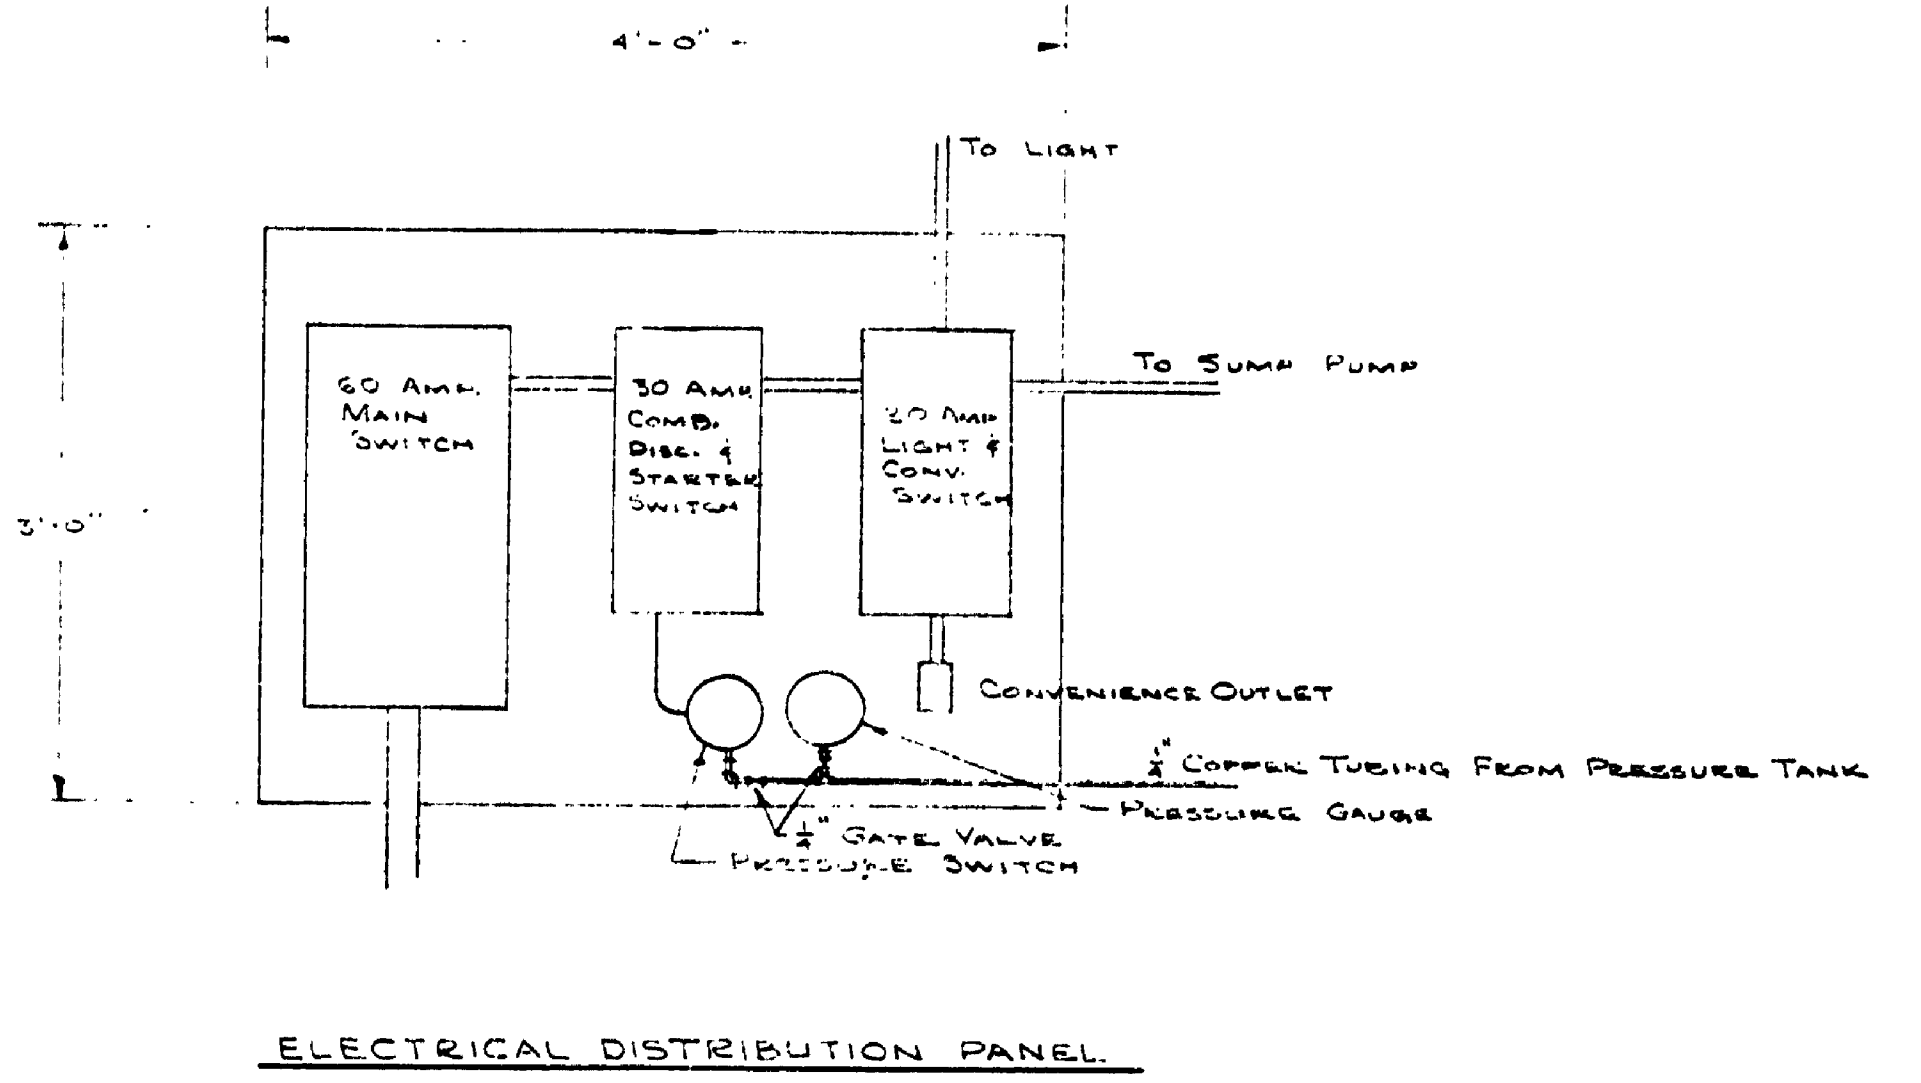 4'-0"
To LIGHT
To SUMP PUMP
60 AMP.
MAIN
SWITCH
30 AMP.
COMB.
DISC. &
STARTER
SWITCH
AMP
LIGHT &
CONV.
SWITCH
3'-0"
CONVENIENCE OUTLET
1/4" COPPER TUBING FROM PRESSURE TANK
PRESSURE GAUGE
1/4" GATE VALVE
PRESSURE SWITCH
ELECTRICAL DISTRIBUTION PANEL.